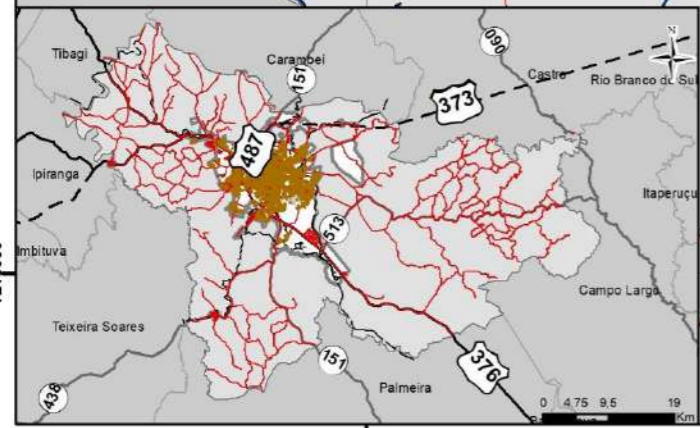 Tibagi
Carambeí
151
090
N
Castro
Rio Branco do Sul
373
487
Ipiranga
Itaperuçu
Imbituva
513
Campo Largo
Teixeira Soares
151
376
438
Palmeira
0 4,75 9,5 19
Km